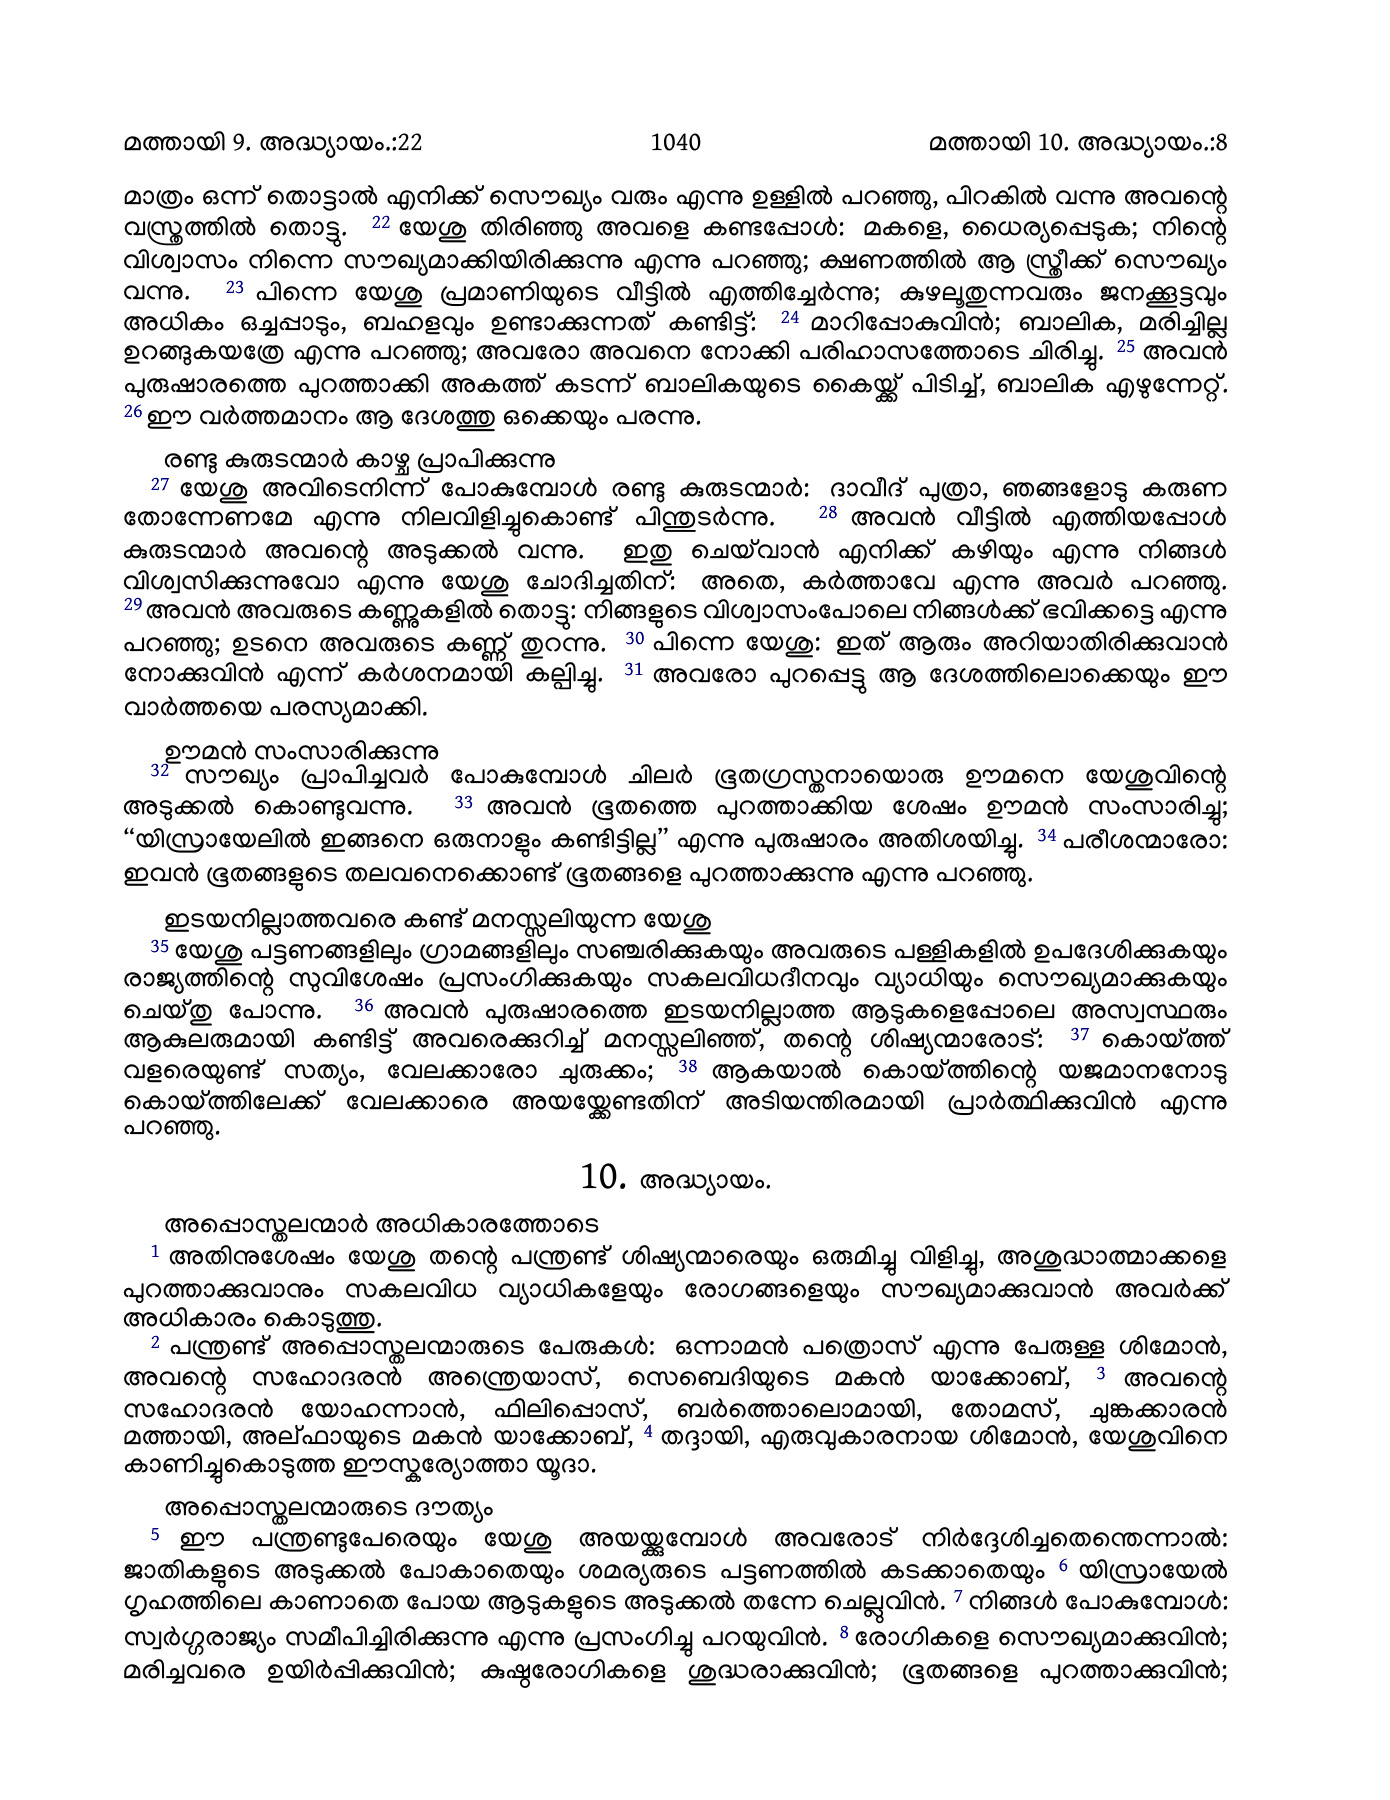 മത്തായി 9. അദ്ധ്യായം.:22 1040 മത്തായി 10. അദ്ധ്യായം.:8
മാത്രം ഒന്ന് തൊട്ടാൽ എനിക്ക് സൌഖ്യം വരും എന്നു ഉള്ളിൽ പറഞ്ഞു, പിറകിൽ വന്നു അവന്റെ
വസ്ത്രത്തിൽ തൊട്ടു. 22 യേശു തിരിഞ്ഞു അവളെ കണ്ടപ്പോൾ: മകളെ, ധൈര്യപ്പെടുക; നിന്റെ
വിശ്വാസം നിന്നെ സൗഖ്യമാക്കിയിരിക്കുന്നു എന്നു പറഞ്ഞു; ക്ഷണത്തിൽ ആ സ്ത്രീക്ക് സൌഖ്യം
വന്നു. 23 പിന്നെ യേശു പ്രമാണിയുടെ വീട്ടിൽ എത്തിച്ചേർന്നു; കുഴലൂതുന്നവരും ജനക്കൂട്ടവും
അധികം ഒച്ചപ്പാടും, ബഹളവും ഉണ്ടാക്കുന്നത് കണ്ടിട്ട്: 24 മാറിപ്പോകുവിൻ; ബാലിക, മരിച്ചില്ല
ഉറങ്ങുകയത്രേ എന്നു പറഞ്ഞു; അവരോ അവനെ നോക്കി പരിഹാസത്തോടെ ചിരിച്ചു. 25 അവൻ
പുരുഷാരത്തെ പുറത്താക്കി അകത്ത് കടന്ന് ബാലികയുടെ കൈയ്ക്ക് പിടിച്ച്, ബാലിക എഴുന്നേറ്റ്.
26 ഈ വർത്തമാനം ആ ദേശത്തു ഒക്കെയും പരന്നു.
രണ്ടു കുരുടന്മാർ കാഴ്ച പ്രാപിക്കുന്നു
27 യേശു അവിടെനിന്ന് പോകുമ്പോൾ രണ്ടു കുരുടന്മാർ: ദാവീദ് പുത്രാ, ഞങ്ങളോടു കരുണ
തോന്നേണമേ എന്നു നിലവിളിച്ചുകൊണ്ട് പിന്തുടർന്നു. 28 അവൻ വീട്ടിൽ എത്തിയപ്പോൾ
കുരുടന്മാർ അവന്റെ അടുക്കൽ വന്നു. ഇതു ചെയ്‌വാൻ എനിക്ക് കഴിയും എന്നു നിങ്ങൾ
വിശ്വസിക്കുന്നുവോ എന്നു യേശു ചോദിച്ചതിന്: അതെ, കർത്താവേ എന്നു അവർ പറഞ്ഞു.
29 അവൻ അവരുടെ കണ്ണുകളിൽ തൊട്ടു: നിങ്ങളുടെ വിശ്വാസംപോലെ നിങ്ങൾക്ക് ഭവിക്കട്ടെ എന്നു
പറഞ്ഞു; ഉടനെ അവരുടെ കണ്ണ് തുറന്നു. 30 പിന്നെ യേശു: ഇത് ആരും അറിയാതിരിക്കുവാൻ
നോക്കുവിൻ എന്ന് കർശനമായി കല്പിച്ചു. 31 അവരോ പുറപ്പെട്ടു ആ ദേശത്തിലൊക്കെയും ഈ
വാർത്തയെ പരസ്യമാക്കി.
ഊമൻ സംസാരിക്കുന്നു
32 സൗഖ്യം പ്രാപിച്ചവർ പോകുമ്പോൾ ചിലർ ഭൂതഗ്രസ്തനായൊരു ഊമനെ യേശുവിന്റെ
അടുക്കൽ കൊണ്ടുവന്നു. 33 അവൻ ഭൂതത്തെ പുറത്താക്കിയ ശേഷം ഊമൻ സംസാരിച്ചു;
“യിസ്രായേലിൽ ഇങ്ങനെ ഒരുനാളും കണ്ടിട്ടില്ല” എന്നു പുരുഷാരം അതിശയിച്ചു. 34 പരീശന്മാരോ:
ഇവൻ ഭൂതങ്ങളുടെ തലവനെക്കൊണ്ട് ഭൂതങ്ങളെ പുറത്താക്കുന്നു എന്നു പറഞ്ഞു.
ഇടയനില്ലാത്തവരെ കണ്ട് മനസ്സലിയുന്ന യേശു
35 യേശു പട്ടണങ്ങളിലും ഗ്രാമങ്ങളിലും സഞ്ചരിക്കുകയും അവരുടെ പള്ളികളിൽ ഉപദേശിക്കുകയും
രാജ്യത്തിന്റെ സുവിശേഷം പ്രസംഗിക്കുകയും സകലവിധദീനവും വ്യാധിയും സൌഖ്യമാക്കുകയും
ചെയ്തു പോന്നു. 36 അവൻ പുരുഷാരത്തെ ഇടയനില്ലാത്ത ആടുകളെപ്പോലെ അസ്വസ്ഥരും
ആകുലരുമായി കണ്ടിട്ട് അവരെക്കുറിച്ച് മനസ്സലിഞ്ഞ്, തന്റെ ശിഷ്യന്മാരോട്: 37 കൊയ്ത്ത്
വളരെയുണ്ട് സത്യം, വേലക്കാരോ ചുരുക്കം; 38 ആകയാൽ കൊയ്ത്തിന്റെ യജമാനനോടു
കൊയ്ത്തിലേക്ക് വേലക്കാരെ അയയ്ക്കേണ്ടതിന് അടിയന്തിരമായി പ്രാർത്ഥിക്കുവിൻ എന്നു
പറഞ്ഞു.
10. അദ്ധ്യായം.
അപ്പൊസ്തലന്മാർ അധികാരത്തോടെ
1 അതിനുശേഷം യേശു തന്റെ പന്ത്രണ്ട് ശിഷ്യന്മാരെയും ഒരുമിച്ചു വിളിച്ചു, അശുദ്ധാത്മാക്കളെ
പുറത്താക്കുവാനും സകലവിധ വ്യാധികളേയും രോഗങ്ങളെയും സൗഖ്യമാക്കുവാൻ അവർക്ക്
അധികാരം കൊടുത്തു.
2 പന്ത്രണ്ട് അപ്പൊസ്തലന്മാരുടെ പേരുകൾ: ഒന്നാമൻ പത്രൊസ് എന്നു പേരുള്ള ശിമോൻ,
അവന്റെ സഹോദരൻ അന്ത്രെയാസ്, സെബെദിയുടെ മകൻ യാക്കോബ്, 3 അവന്റെ
സഹോദരൻ യോഹന്നാൻ, ഫിലിപ്പൊസ്, ബർത്തൊലൊമായി, തോമസ്, ചുങ്കക്കാരൻ
മത്തായി, അല്ഫായുടെ മകൻ യാക്കോബ്, 4 തദ്ദായി, എരുവുകാരനായ ശിമോൻ, യേശുവിനെ
കാണിച്ചുകൊടുത്ത ഈസ്കര്യോത്താ യൂദാ.
അപ്പൊസ്തലന്മാരുടെ ദൗത്യം
5 ഈ പന്ത്രണ്ടുപേരെയും യേശു അയയ്ക്കുമ്പോൾ അവരോട് നിർദ്ദേശിച്ചതെന്തെന്നാൽ:
ജാതികളുടെ അടുക്കൽ പോകാതെയും ശമര്യരുടെ പട്ടണത്തിൽ കടക്കാതെയും 6 യിസ്രായേൽ
ഗൃഹത്തിലെ കാണാതെ പോയ ആടുകളുടെ അടുക്കൽ തന്നേ ചെല്ലുവിൻ. 7 നിങ്ങൾ പോകുമ്പോൾ:
സ്വർഗ്ഗരാജ്യം സമീപിച്ചിരിക്കുന്നു എന്നു പ്രസംഗിച്ചു പറയുവിൻ. 8 രോഗികളെ സൌഖ്യമാക്കുവിൻ;
മരിച്ചവരെ ഉയിർപ്പിക്കുവിൻ; കുഷ്ഠരോഗികളെ ശുദ്ധരാക്കുവിൻ; ഭൂതങ്ങളെ പുറത്താക്കുവിൻ;